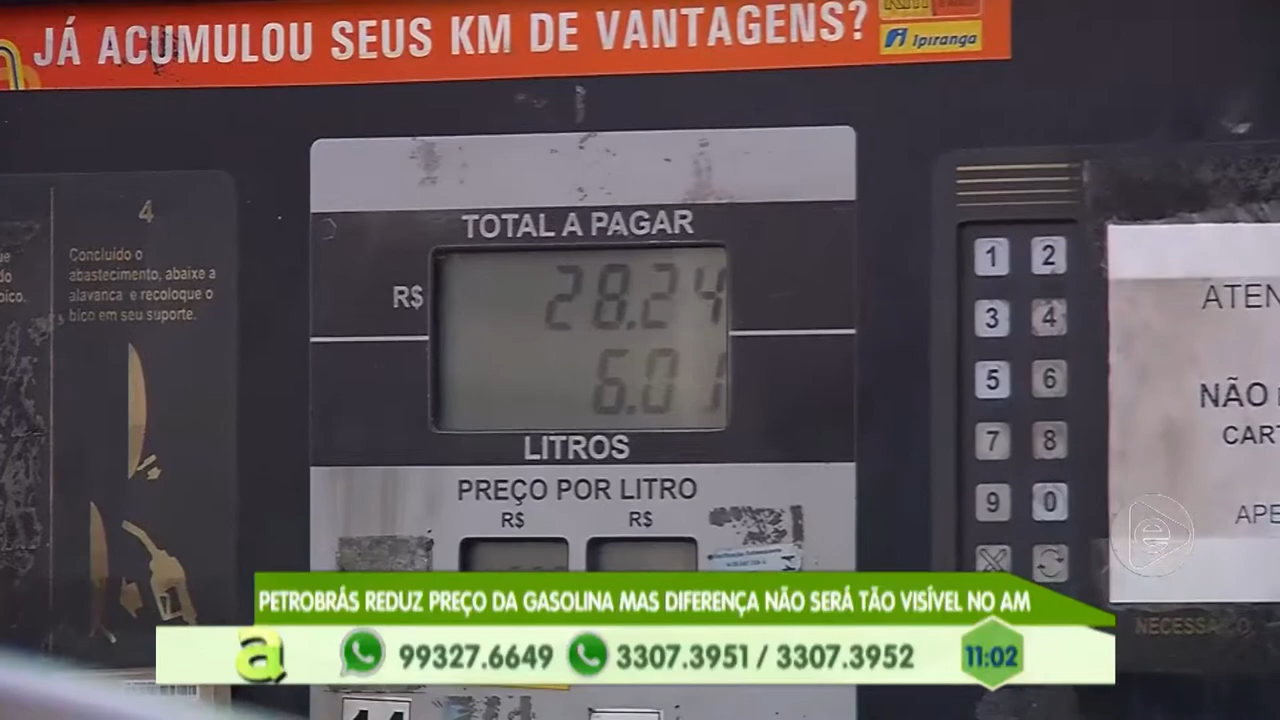 JÁ ACUMULOU SEUS KM DE VANTAGENS?
KM
Ipiranga
4
Concluído o
abastecimento, abaixe a
alavanca e recoloque o
bico em seu suporte.
TOTAL A PAGAR
R$ 28.24
6.01
LITROS
PREÇO POR LITRO
R$ R$
1 2
3 4
5 6
7 8
9 0
ATEN
NÃO
CART
APE
NECESSÁRIO
PETROBRÁS REDUZ PREÇO DA GASOLINA MAS DIFERENÇA NÃO SERÁ TÃO VISÍVEL NO AM
a 99327.6649 3307.3951 / 3307.3952 11:02